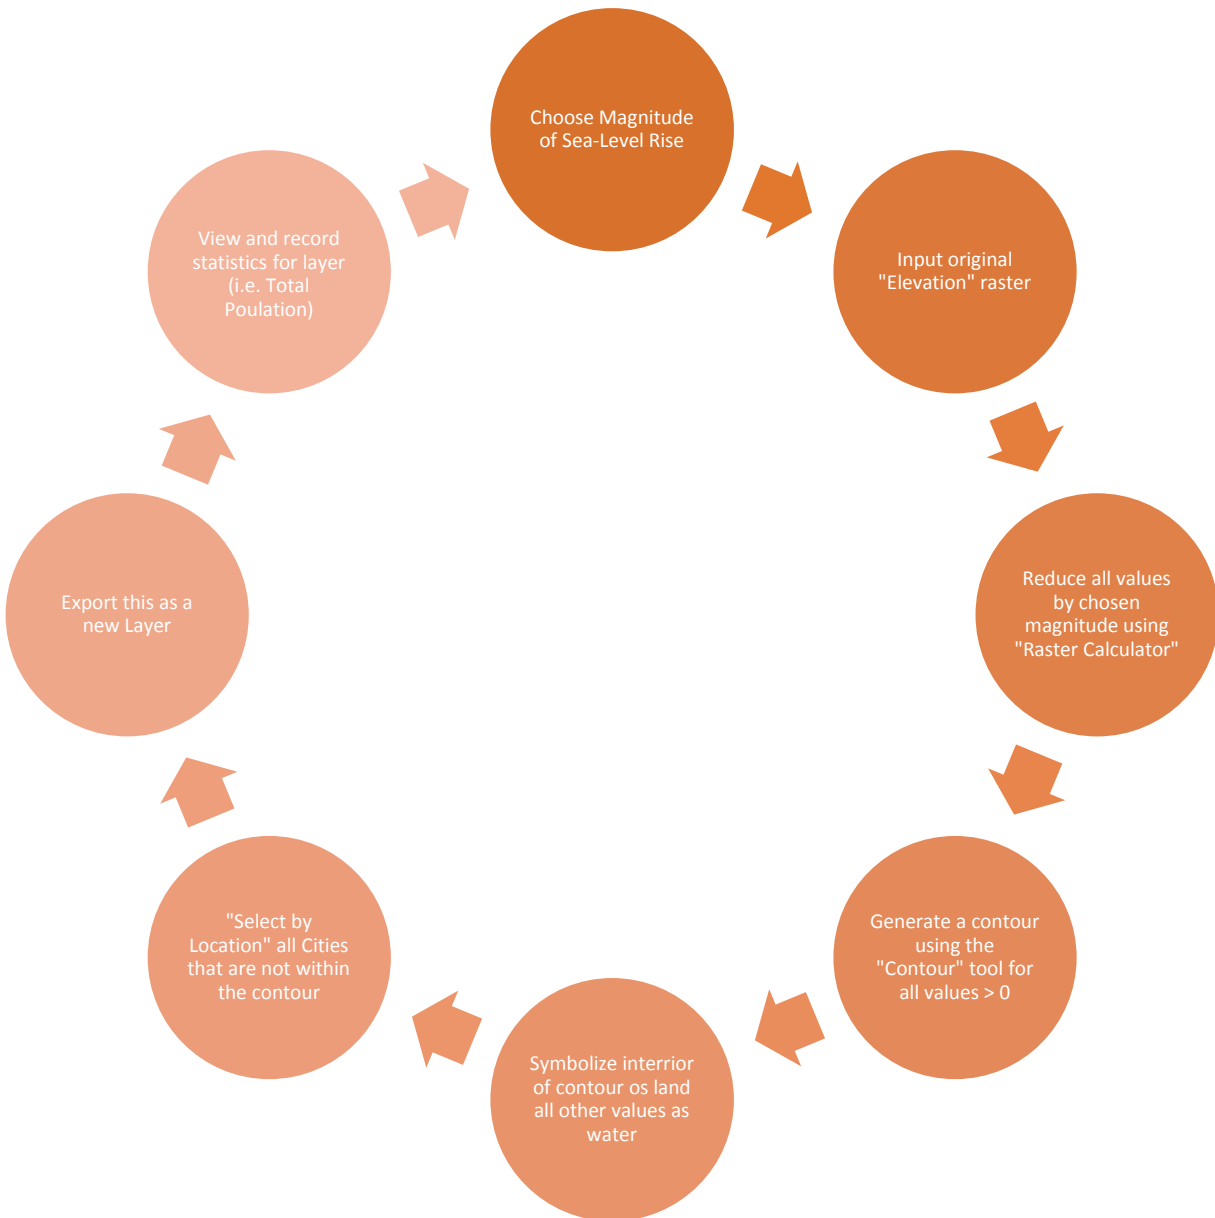 Choose Magnitude
of Sea-Level Rise
Input original
"Elevation" raster
Reduce all values
by chosen
magnitude using
"Raster Calculator"
Generate a contour
using the
"Contour" tool for
all values > 0
Symbolize interrior
of contour os land
all other values as
water
"Select by
Location" all Cities
that are not within
the contour
Export this as a
new Layer
View and record
statistics for layer
(i.e. Total
Poulation)